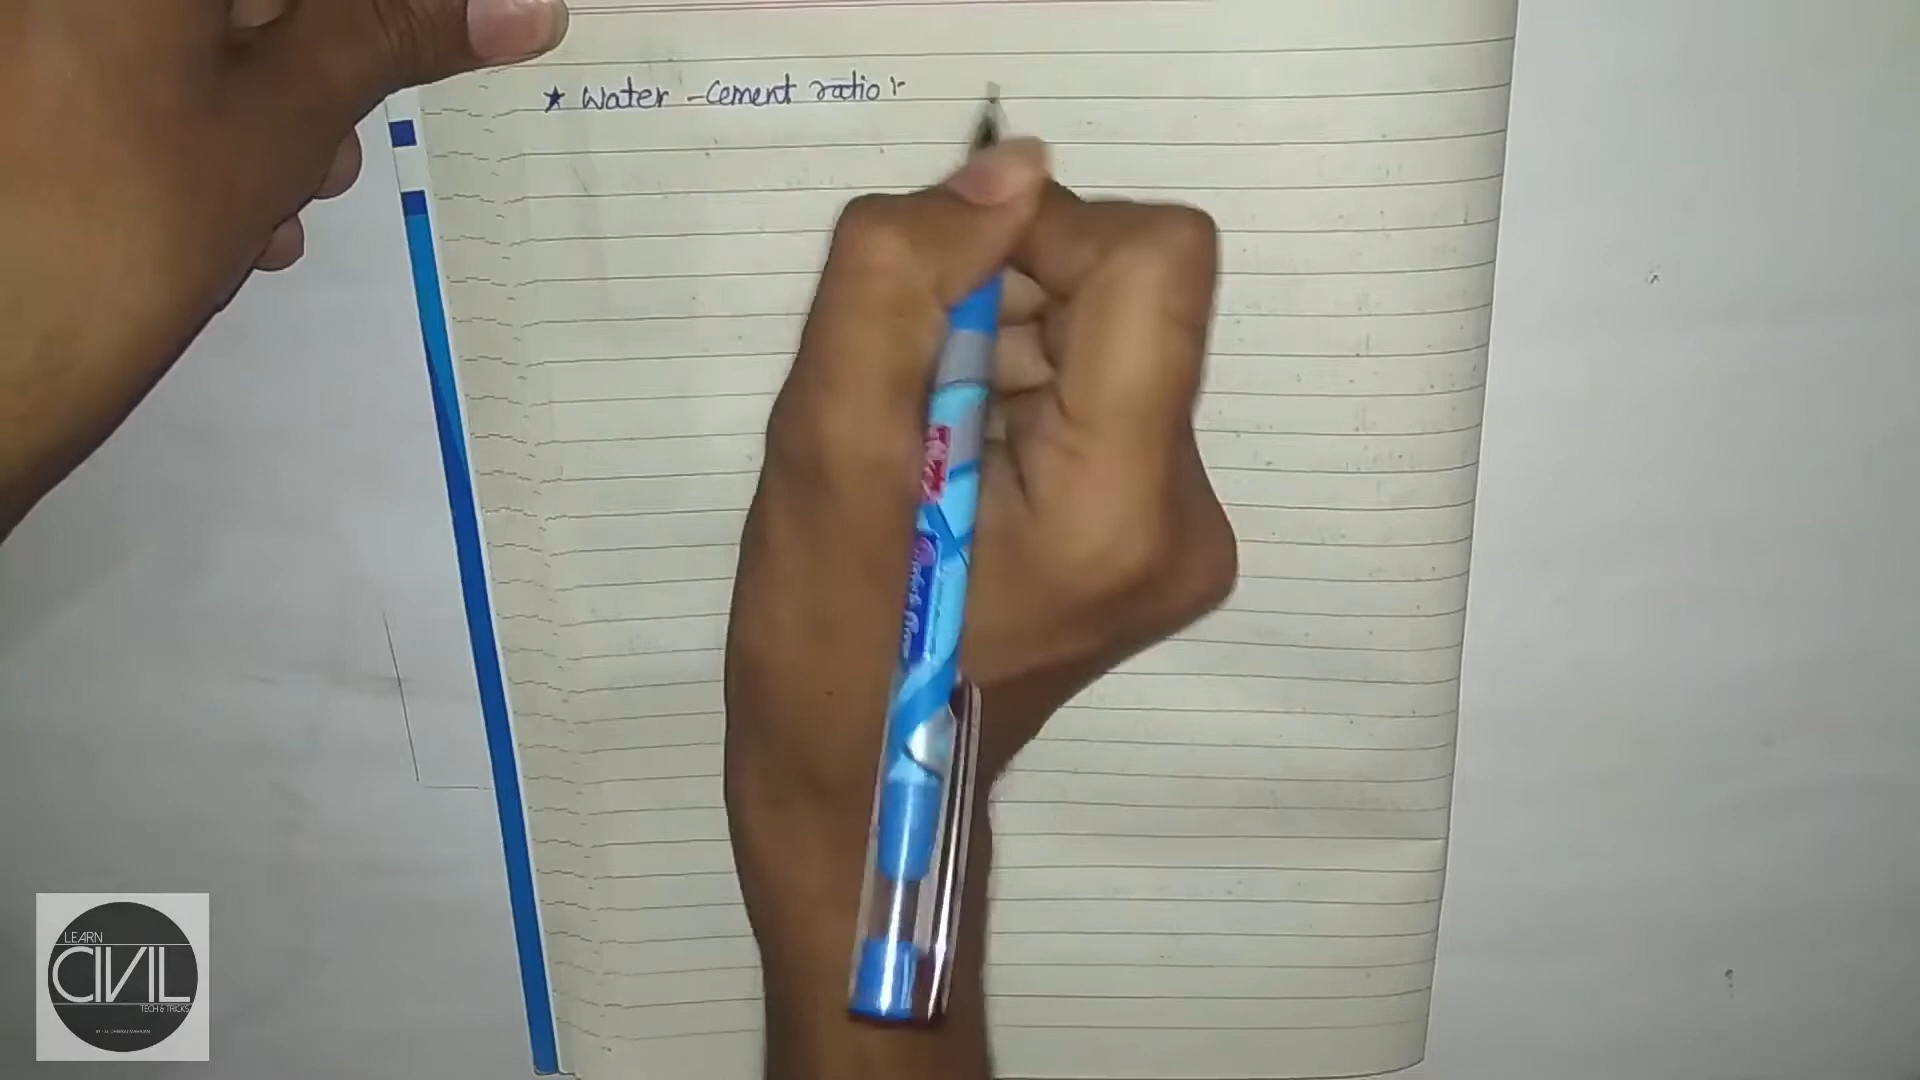 ★ Water - Cement ratio :-
LEARN
CIVIL
TECH & TRICKS